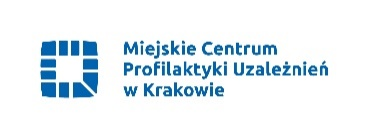 Miejskie Centrum
Profilaktyki Uzależnień
w Krakowie